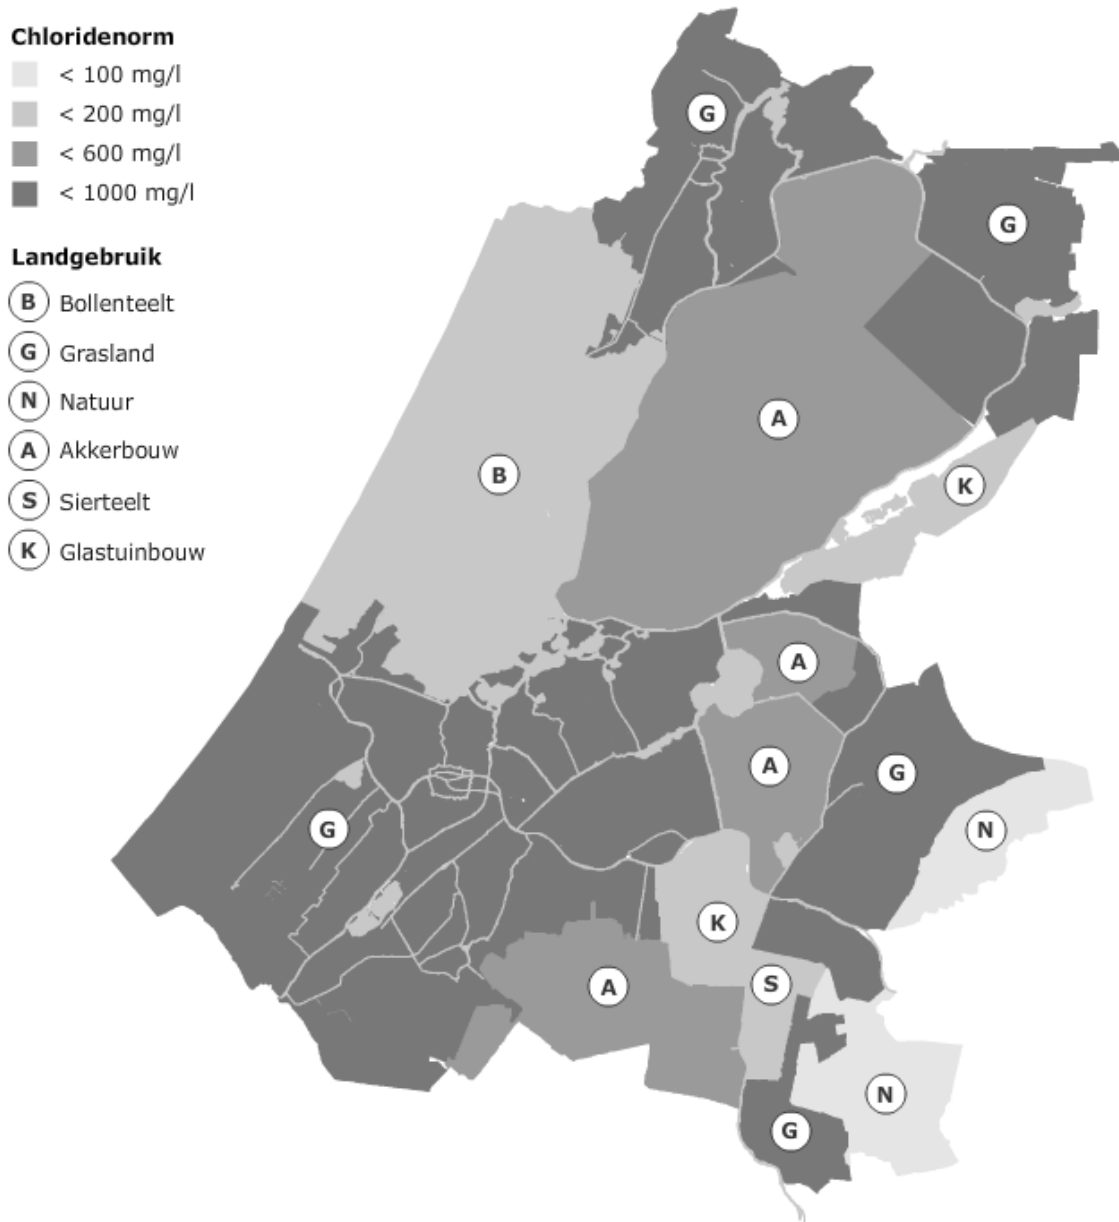 Chloridenorm
< 100 mg/l
< 200 mg/l
< 600 mg/l
< 1000 mg/l
Landgebruik
B Bollenteelt
G Grasland
N Natuur
A Akkerbouw
S Sierteelt
K Glastuinbouw
G
G
A
B
K
A
A
G
G
N
K
S
A
N
G